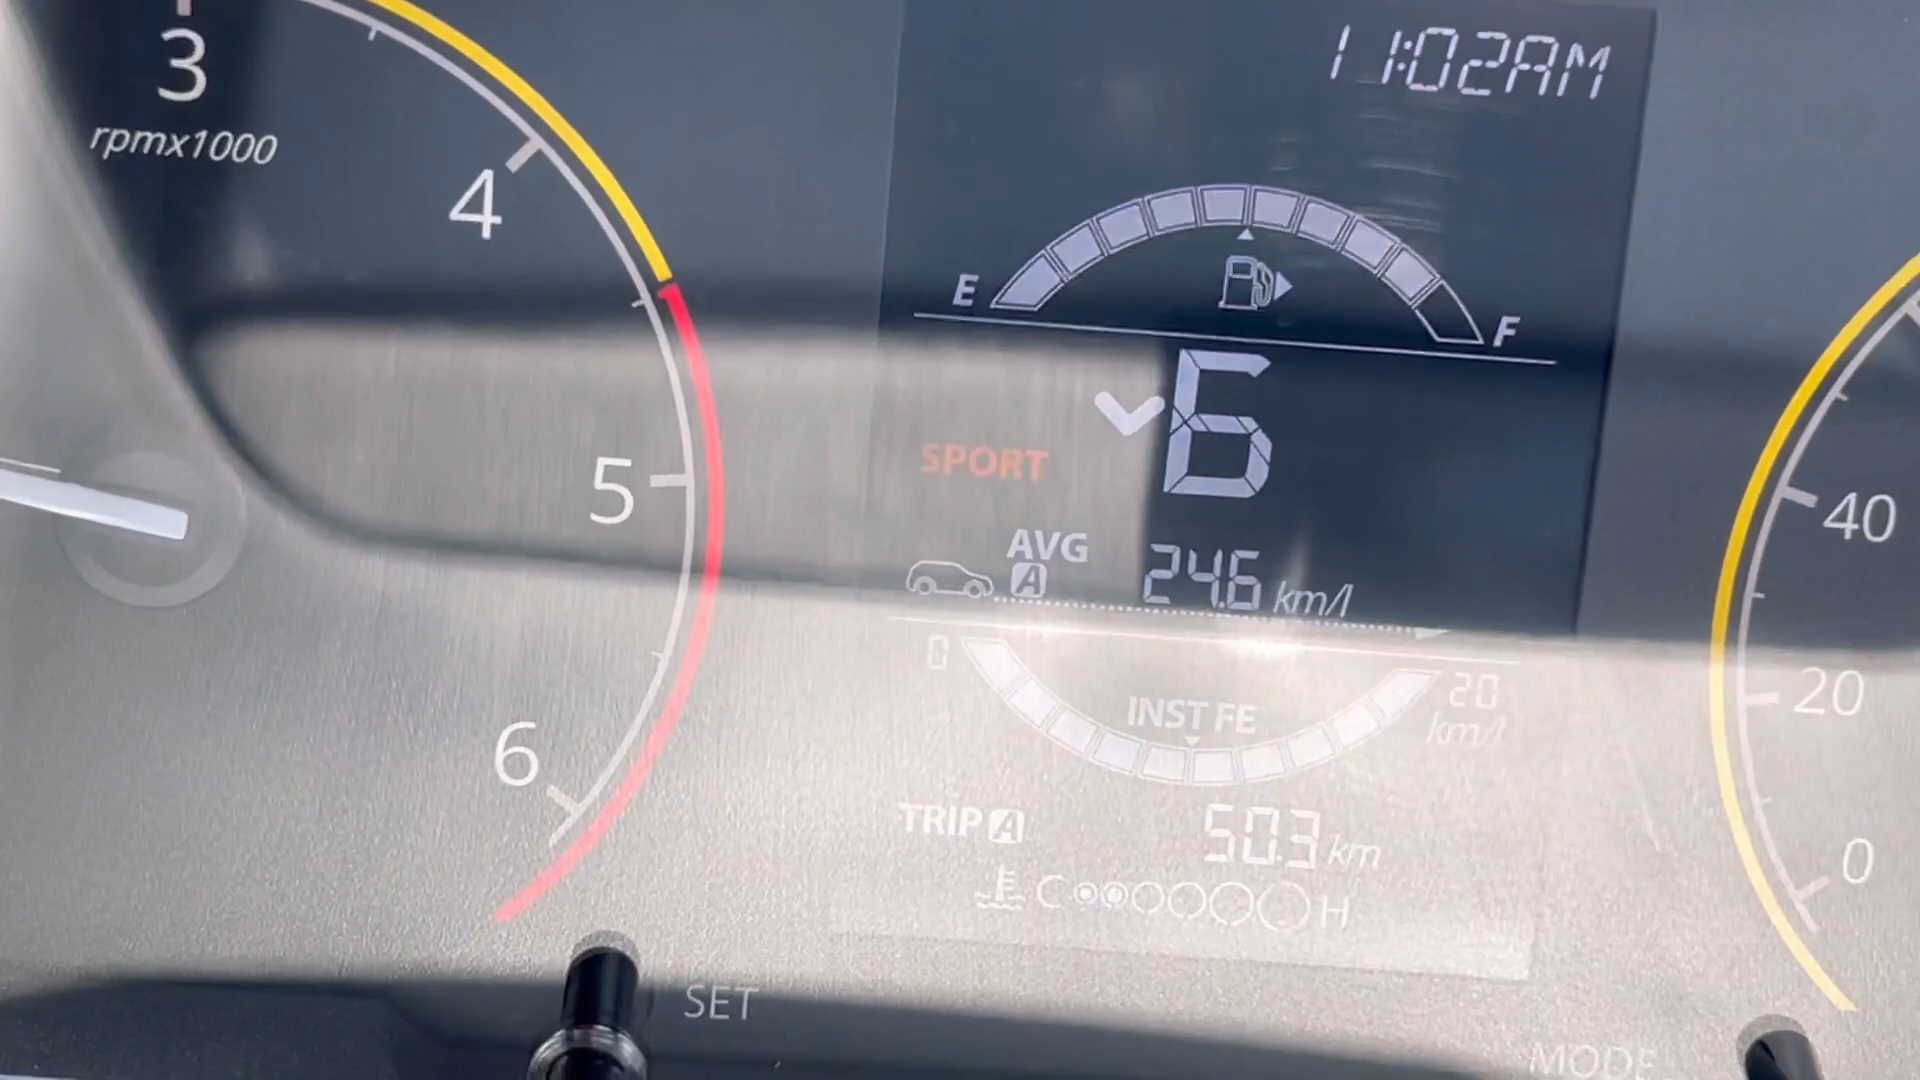 3
rpmx1000
4
5
6
11:02AM
E
F
6
SPORT
AVG
A
24.6 km/l
0
20
km/l
INST FE
TRIP A
50.3 km
C
H
40
20
0
SET
MODE